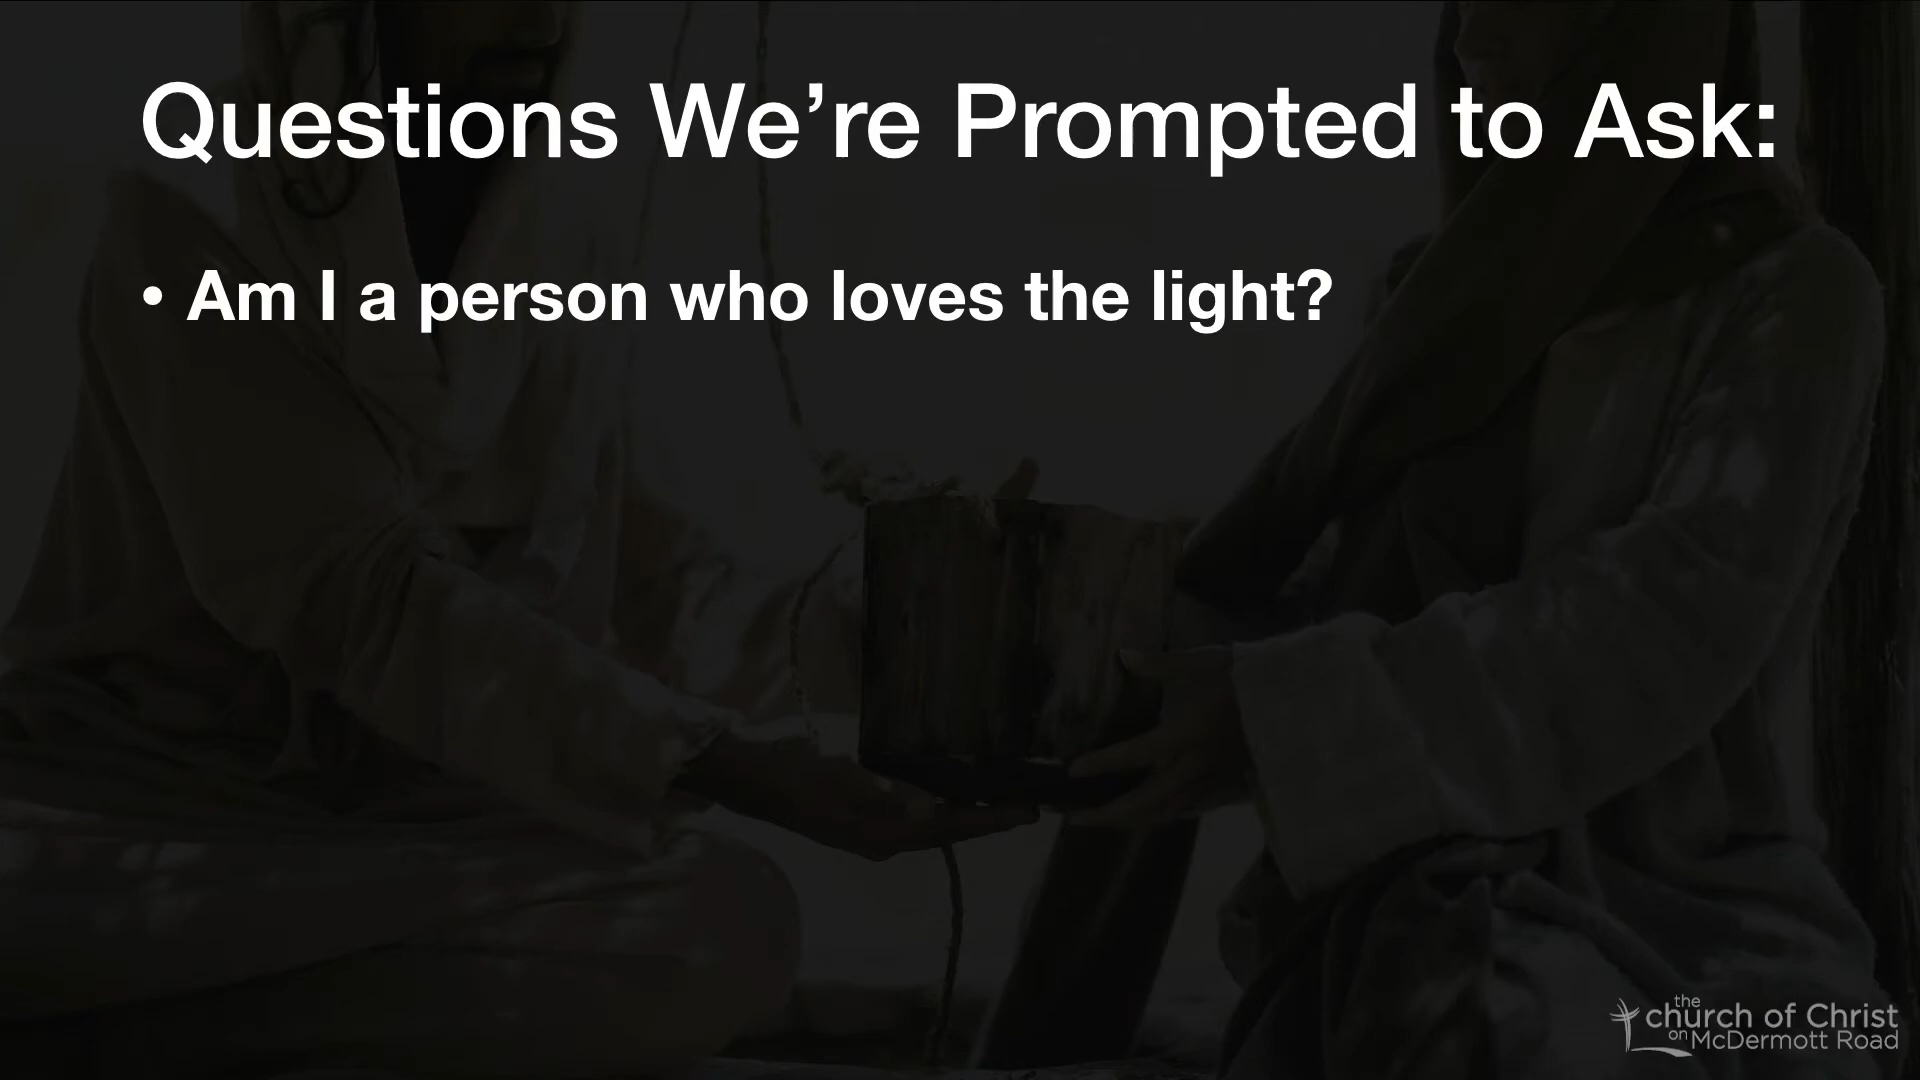 Questions We’re Prompted to Ask:
• Am I a person who loves the light?
the
church of Christ
on McDermott Road